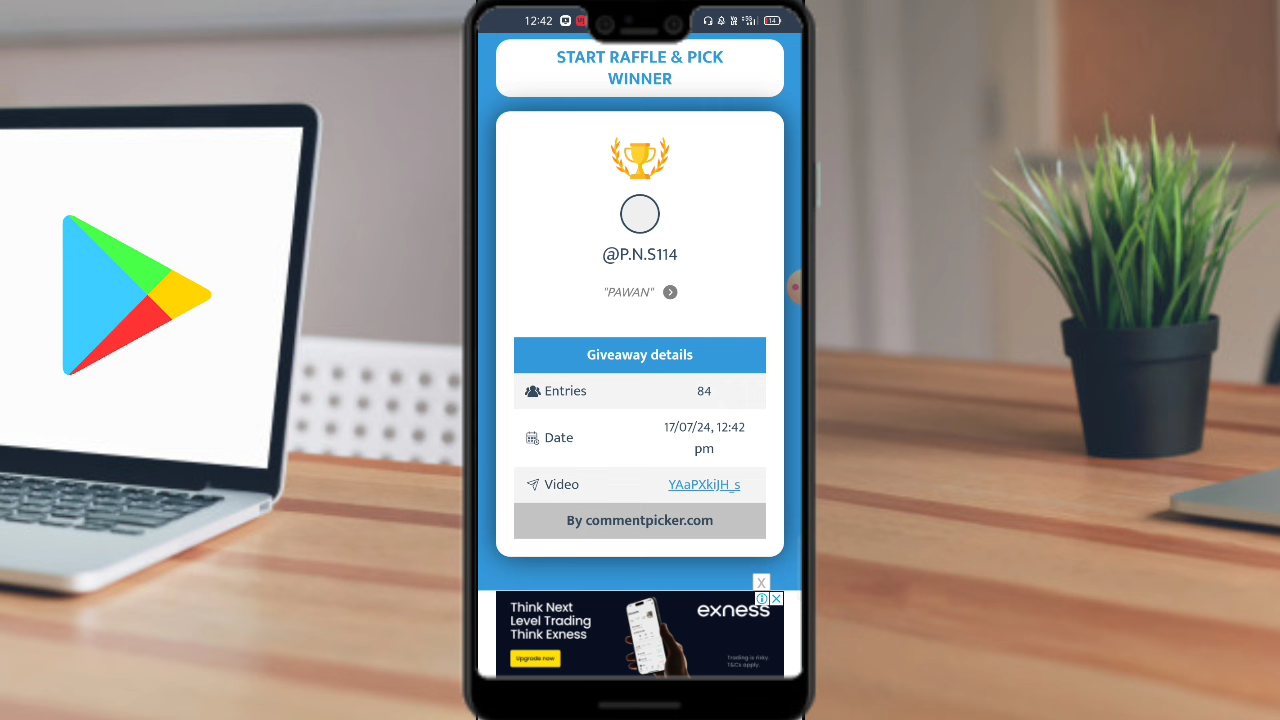 12:42
14
START RAFFLE & PICK
WINNER
@P.N.S114
"PAWAN"
Giveaway details
Entries 84
Date 17/07/24, 12:42
pm
Video YAaPXkiJH_s
By commentpicker.com
X
Think Next
Level Trading
Think Exness
exness
Upgrade now
Trading is risky.
T&Cs apply.